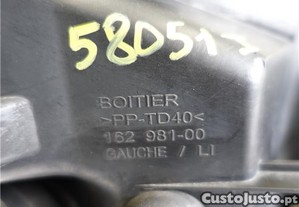 58051
BOITIER
>PP-TD40<
162 981-00
GAUCHE / LI
CustoJusto.pt